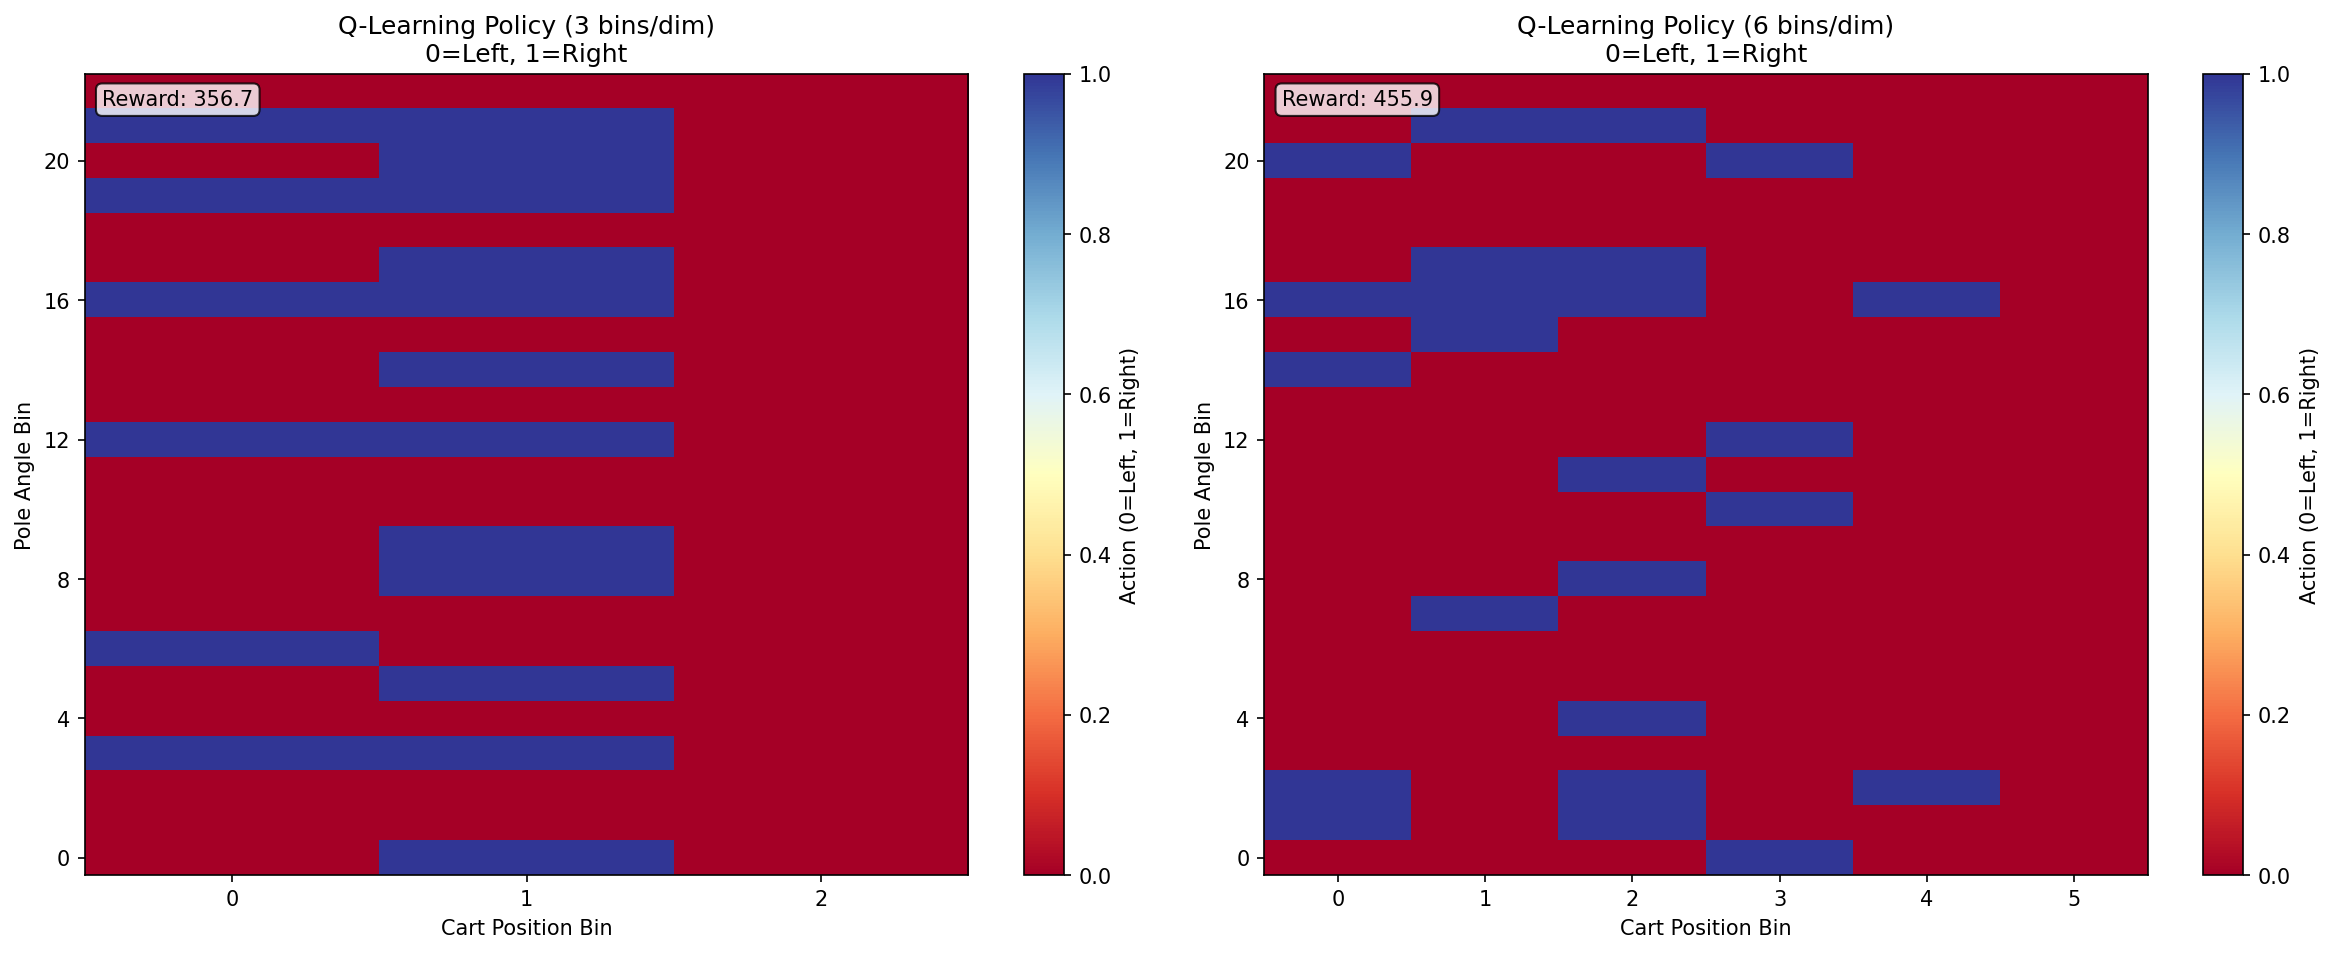 Q-Learning Policy (3 bins/dim)
0=Left, 1=Right
Reward: 356.7
Pole Angle Bin
20
16
12
8
4
0
0 1 2
Cart Position Bin
1.0
0.8
0.6
0.4
0.2
0.0
Action (0=Left, 1=Right)
Q-Learning Policy (6 bins/dim)
0=Left, 1=Right
Reward: 455.9
Pole Angle Bin
20
16
12
8
4
0
0 1 2 3 4 5
Cart Position Bin
1.0
0.8
0.6
0.4
0.2
0.0
Action (0=Left, 1=Right)